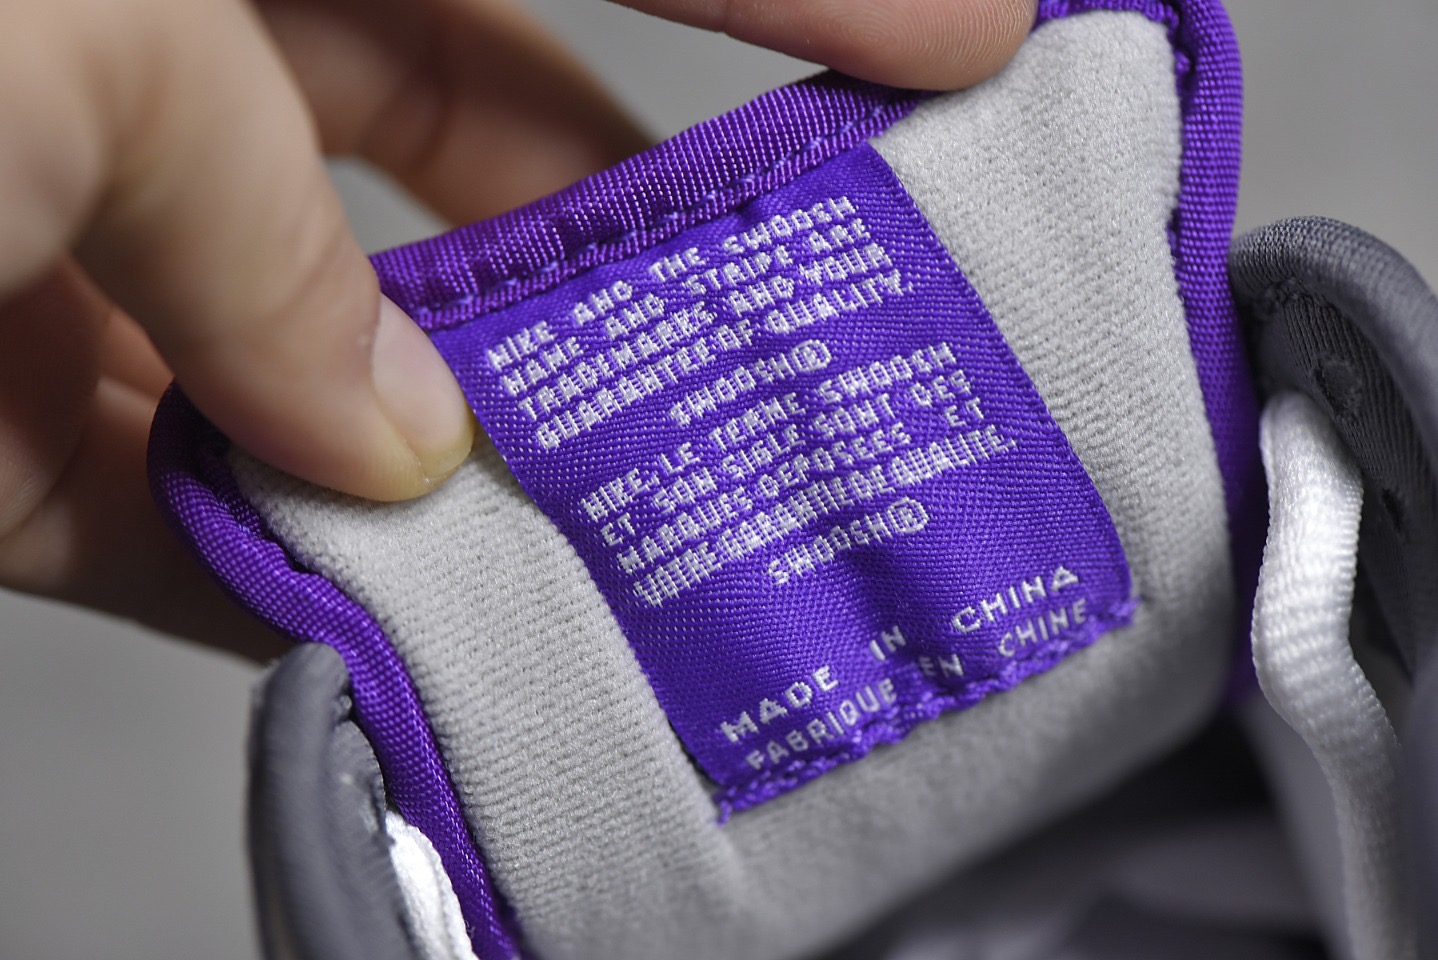 NIKE AND THE SWOOSH
NAME AND STRIPE ARE
TRADEMARKS AND YOUR
GUARANTEE OF QUALITY.
SWOOSH®
NIKE, LE TERME SWOOSH
ET SON SIGLE SONT DES
MARQUES DEPOSEES ET
VOTRE GARANTIE DE QUALITE.
SWOOSH®
MADE IN CHINA
FABRIQUE EN CHINE